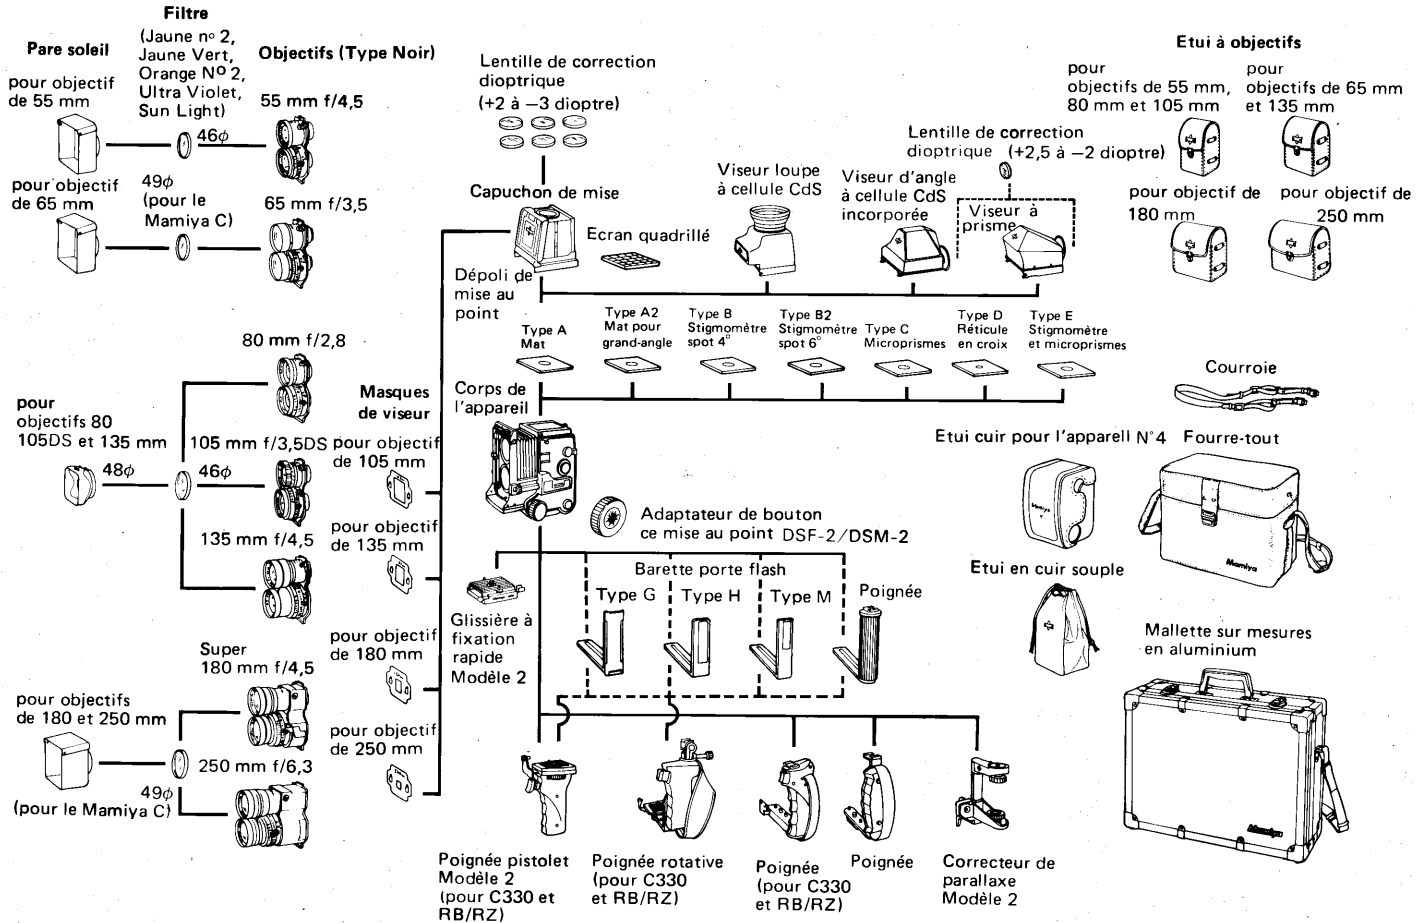 Filtre
(Jaune nº 2,
Jaune Vert,
Orange Nº 2,
Ultra Violet,
Sun Light)
Pare soleil
Objectifs (Type Noir)
pour objectif
de 55 mm
55 mm f/4,5
46ϕ
pour objectif
de 65 mm
49ϕ
(pour le
Mamiya C)
65 mm f/3,5
80 mm f/2,8
pour
objectifs 80
105DS et 135 mm
48ϕ
46ϕ
105 mm f/3,5DS
135 mm f/4,5
Super
180 mm f/4,5
pour objectifs
de 180 et 250 mm
250 mm f/6,3
49ϕ
(pour le Mamiya C)
Masques
de viseur
pour objectif
de 105 mm
pour objectif
de 135 mm
pour objectif
de 180 mm
pour objectif
de 250 mm
Lentille de correction
dioptrique
(+2 à −3 dioptre)
Capuchon de mise
Ecran quadrillé
Viseur loupe
à cellule CdS
Viseur d'angle
à cellule CdS
incorporée
Lentille de correction
dioptrique (+2,5 à −2 dioptre)
Viseur à
prisme
Dépoli de
mise au
point
Type A
Mat
Type A2
Mat pour
grand-angle
Type B
Stigmomètre
spot 4°
Type B2
Stigmomètre
spot 6°
Type C
Microprismes
Type D
Réticule
en croix
Type E
Stigmomètre
et microprismes
Corps de
l'appareil
Adaptateur de bouton
ce mise au point DSF-2/DSM-2
Barette porte flash
Type G
Type H
Type M
Poignée
Glissière à
fixation
rapide
Modèle 2
Poignée pistolet
Modèle 2
(pour C330 et
RB/RZ)
Poignée rotative
(pour C330
et RB/RZ)
Poignée
(pour C330
et RB/RZ)
Poignée
Correcteur de
parallaxe
Modèle 2
Etui à objectifs
pour
objectifs de 55 mm,
80 mm et 105 mm
pour
objectifs de 65 mm
et 135 mm
pour objectif de
180 mm
pour objectif de
250 mm
Courroie
Etui cuir pour l'apparell N°4
Fourre-tout
Mamiya
Mamiya
Etui en cuir souple
Mallette sur mesures
en aluminium
Mamiya